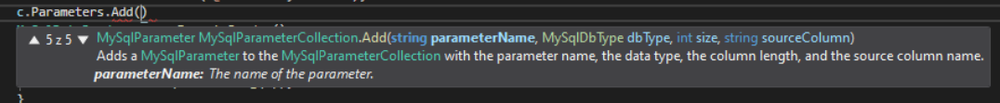 c.Parameters.Add()
▲ 5 z 5 ▼ MySqlParameter MySqlParameterCollection.Add(string parameterName, MySqlDbType dbType, int size, string sourceColumn)
Adds a MySqlParameter to the MySqlParameterCollection with the parameter name, the data type, the column length, and the source column name.
parameterName: The name of the parameter.
}